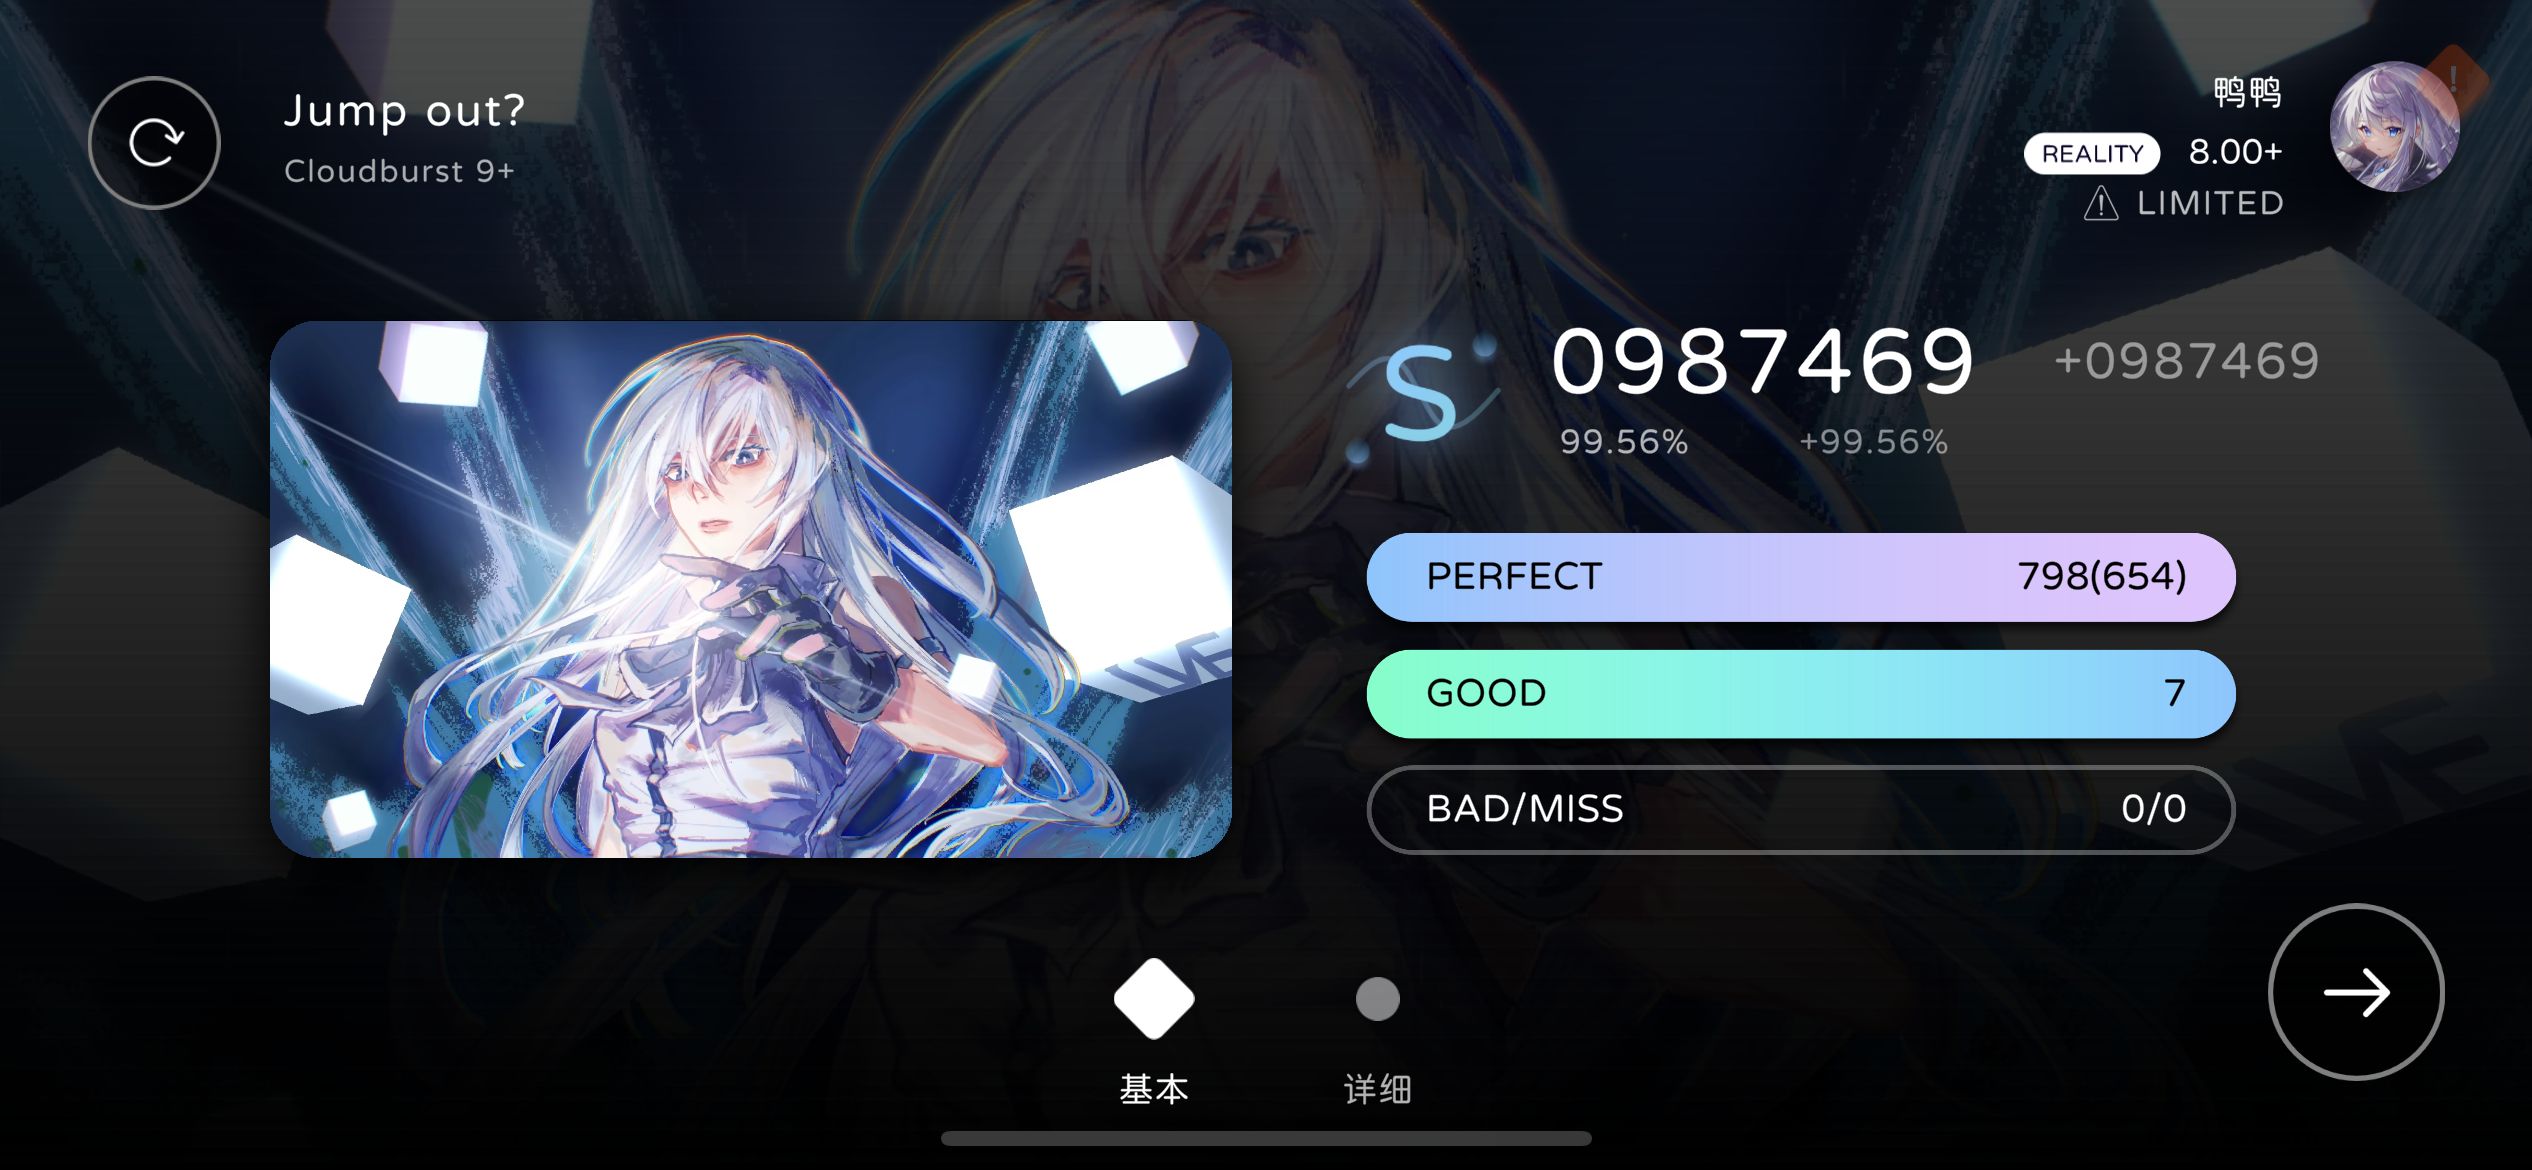 Jump out?
Cloudburst 9+
鸭鸭
REALITY 8.00+
LIMITED
S 0987469 +0987469
99.56% +99.56%
PERFECT 798(654)
GOOD 7
BAD/MISS 0/0
基本 详细